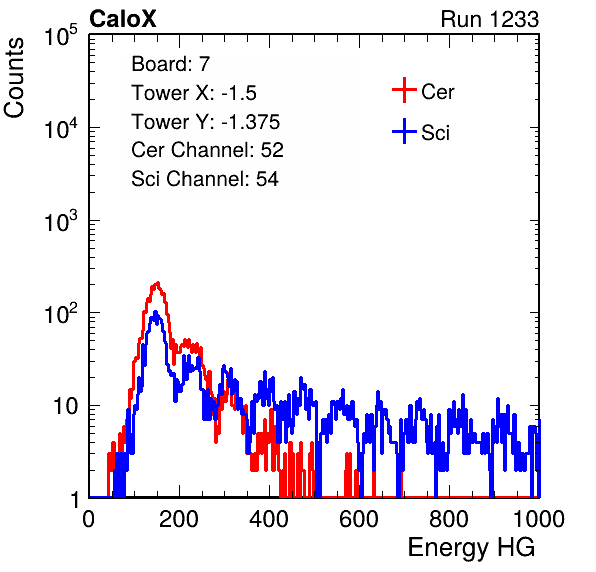 CaloX Run 1233
Counts
10^5
10^4
10^3
10^2
10
1
Board: 7
Tower X: -1.5
Tower Y: -1.375
Cer Channel: 52
Sci Channel: 54
Cer
Sci
0 200 400 600 800 1000
Energy HG